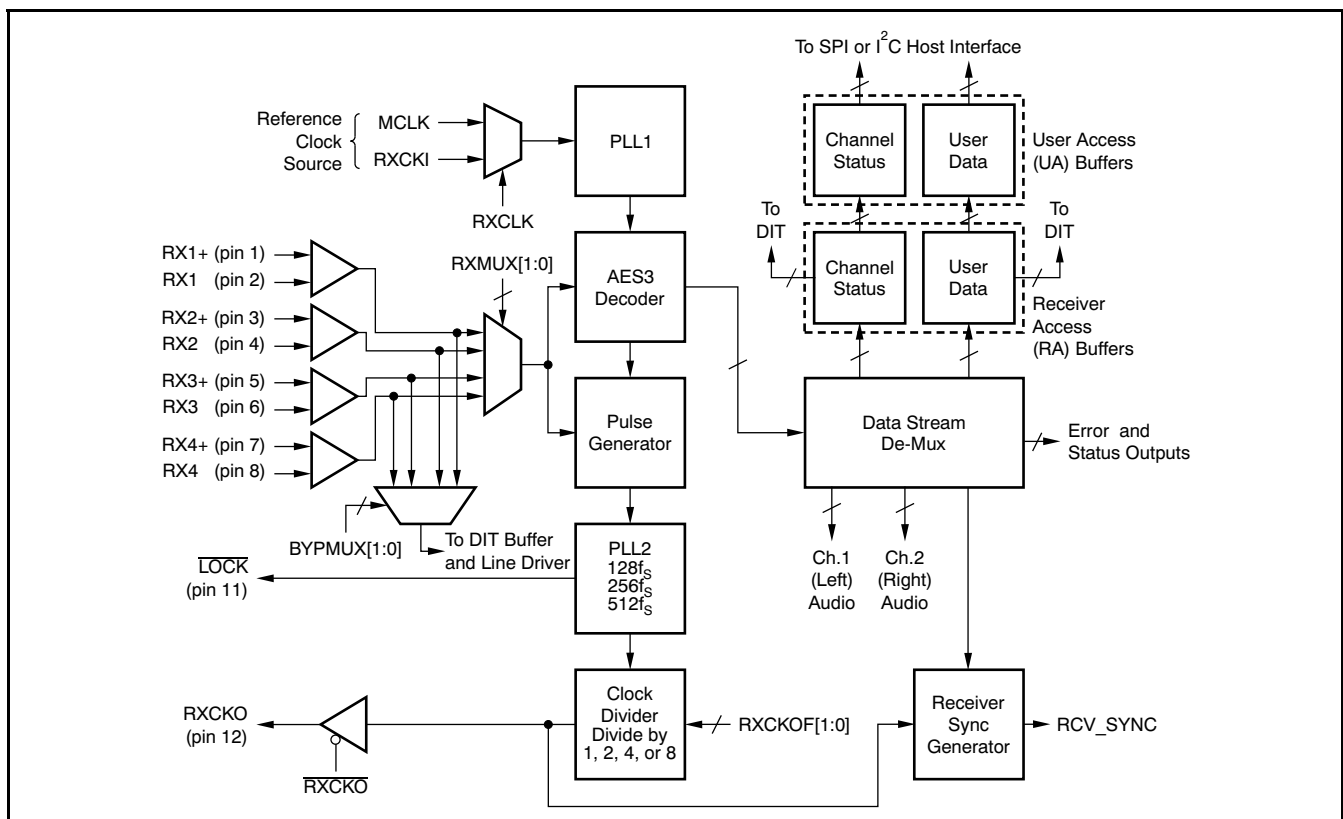 To SPI or I2C Host Interface
Reference
Clock
Source
MCLK
RXCKI
PLL1
RXCLK
Channel
Status
User
Data
User Access
(UA) Buffers
To
DIT
Channel
Status
User
Data
To
DIT
Receiver
Access
(RA) Buffers
RX1+ (pin 1)
RX1 (pin 2)
RX2+ (pin 3)
RX2 (pin 4)
RX3+ (pin 5)
RX3 (pin 6)
RX4+ (pin 7)
RX4 (pin 8)
RXMUX[1:0]
AES3
Decoder
Pulse
Generator
Data Stream
De-Mux
Error and
Status Outputs
BYPMUX[1:0]
To DIT Buffer
and Line Driver
LOCK
(pin 11)
PLL2
128fS
256fS
512fS
Ch.1
(Left)
Audio
Ch.2
(Right)
Audio
RXCKO
(pin 12)
RXCKO
Clock
Divider
Divide by
1, 2, 4, or 8
RXCKOF[1:0]
Receiver
Sync
Generator
RCV_SYNC